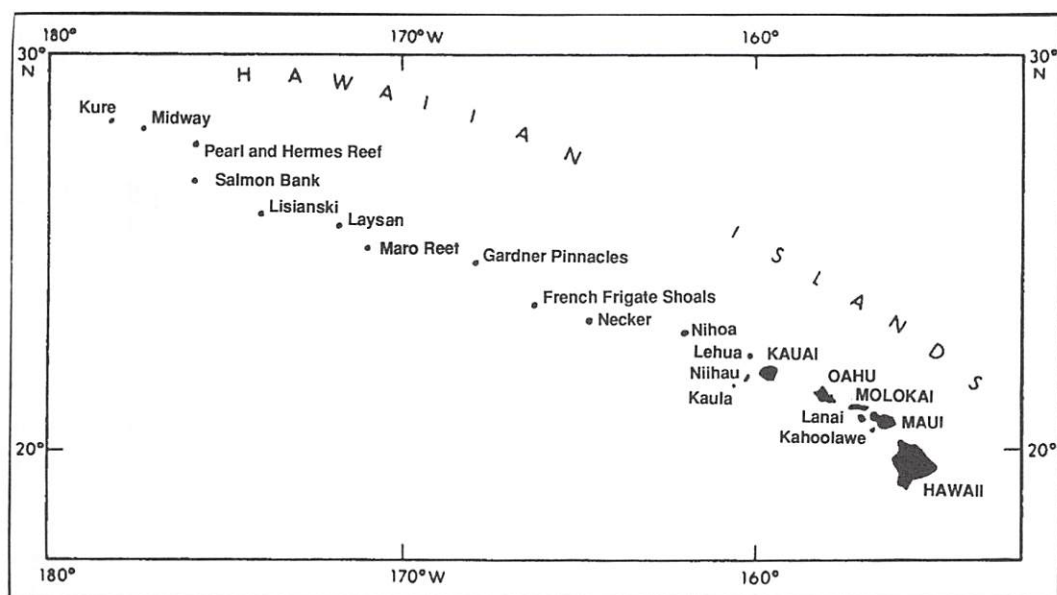 170°W
160°
180°
30°
N
30°
N
HAWAIIAN
Kure
Midway
Pearl and Hermes Reef
Salmon Bank
Lisianski
Laysan
Maro Reet
Gardner Pinnacles
ISLANDS
French Frigate Shoals
Necker
Nihoa
Lehua
KAUAI
Niihau
Kaula
OAHU
MOLOKAI
Lanai
MAUI
Kahoolawe
20°
20°
HAWAII
180°
170°W
160°